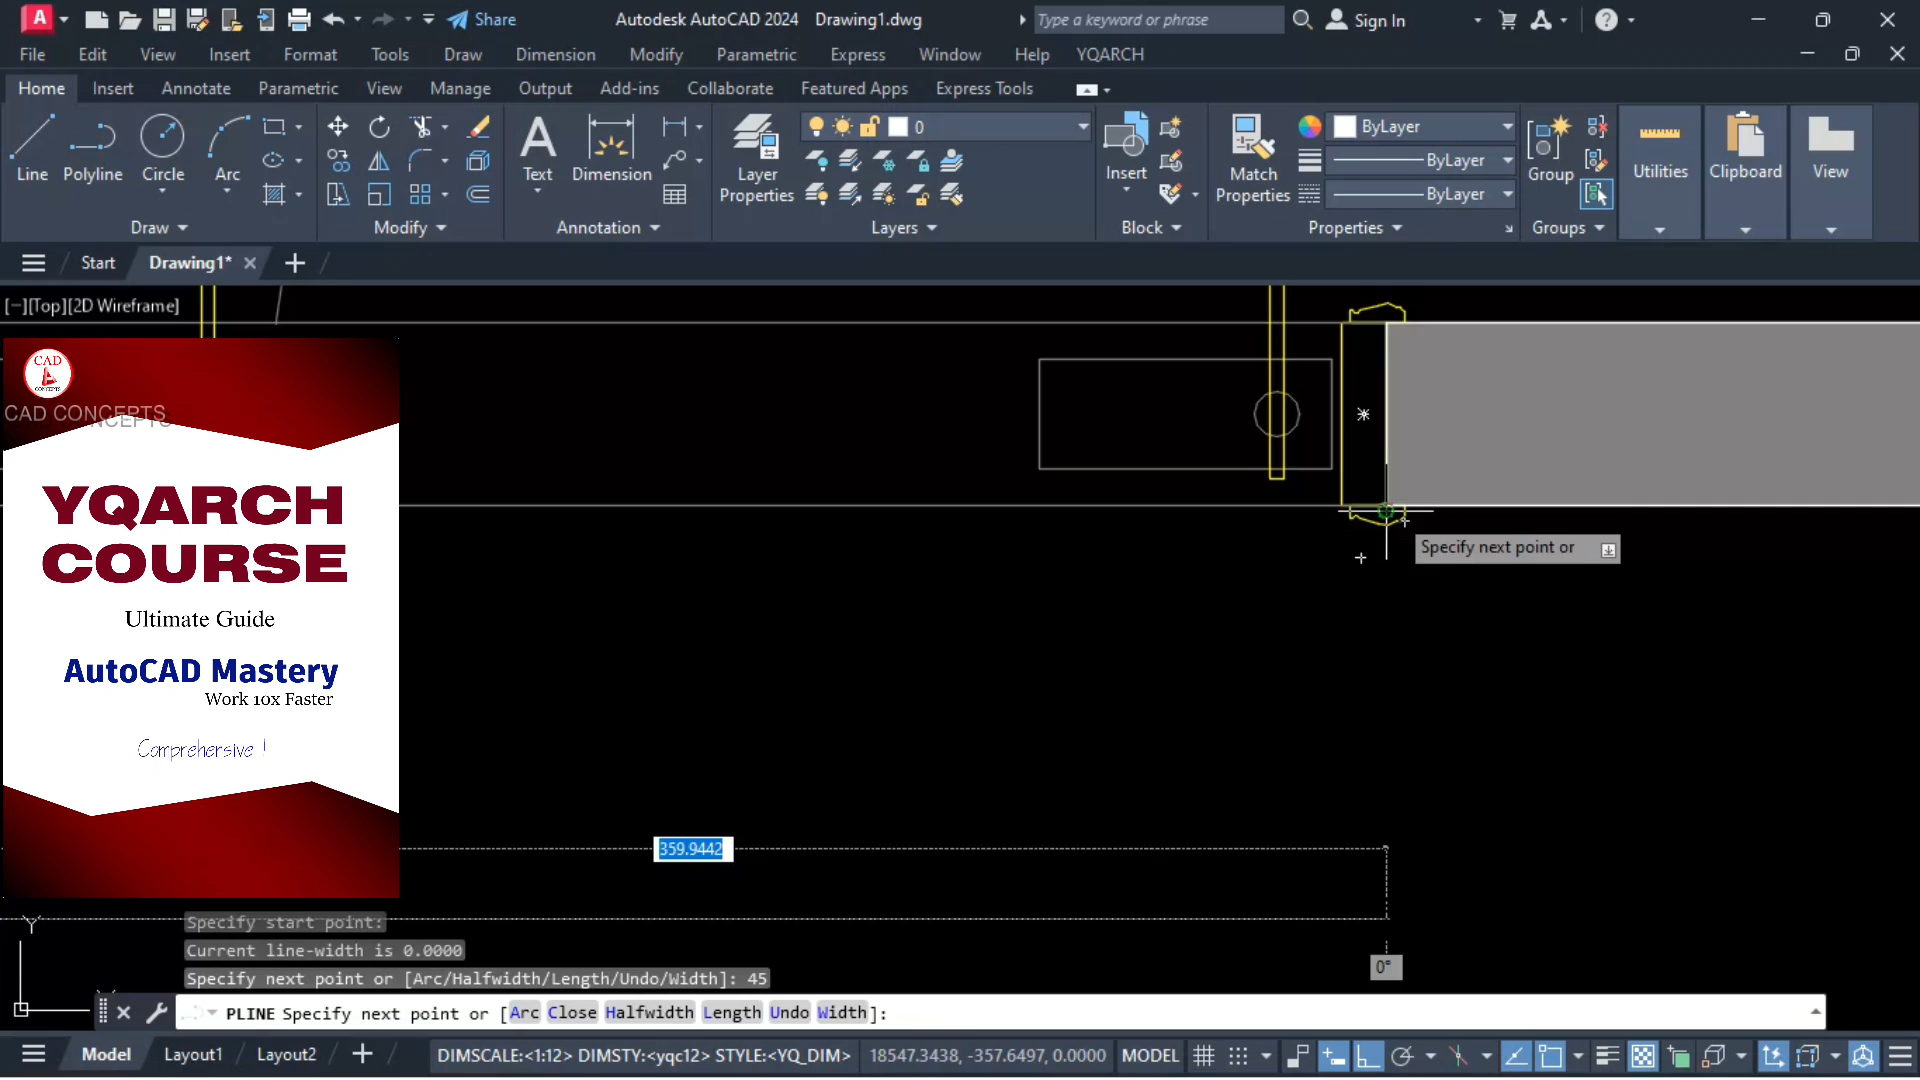 A Share Autodesk AutoCAD 2024 Drawing1.dwg Type a keyword or phrase Sign In
File Edit View Insert Format Tools Draw Dimension Modify Parametric Express Window Help YQARCH
Home Insert Annotate Parametric View Manage Output Add-ins Collaborate Featured Apps Express Tools
0 ByLayer
ByLayer
Line Polyline Circle Arc Text Dimension Layer Properties Insert Match Properties ByLayer Group Utilities Clipboard View
Draw Modify Annotation Layers Block Properties Groups
Start Drawing1*
[−][Top][2D Wireframe]
CAD
CONCEPTS
CAD CONCEPTS
YQARCH
COURSE
Ultimate Guide
AutoCAD Mastery
Work 10x Faster
Comprehensive
Specify next point or
359.9442
0°
Y
Specify start point:
Current line-width is 0.0000
Specify next point or [Arc/Halfwidth/Length/Undo/Width]: 45
PLINE Specify next point or [Arc Close Halfwidth Length Undo Width]:
Model Layout1 Layout2 DIMSCALE:<1:12> DIMSTY:<yqc12> STYLE:<YQ_DIM> 18547.3438, -357.6497, 0.0000 MODEL